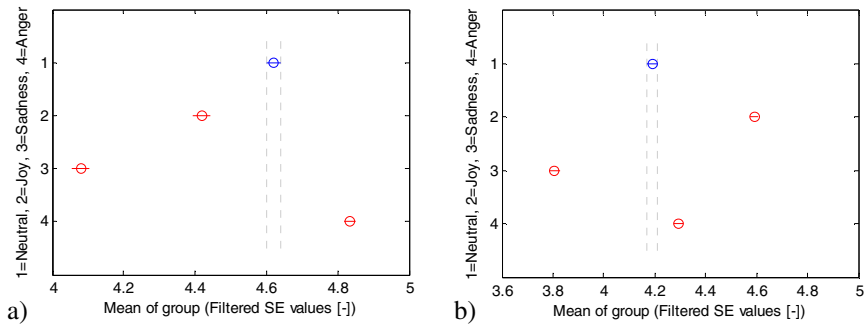 1=Neutral, 2=Joy, 3=Sadness, 4=Anger
1
2
3
4
4 4.2 4.4 4.6 4.8 5
Mean of group (Filtered SE values [-])
a)
1=Neutral, 2=Joy, 3=Sadness, 4=Anger
1
2
3
4
3.6 3.8 4 4.2 4.4 4.6 4.8 5
Mean of group (Filtered SE values [-])
b)